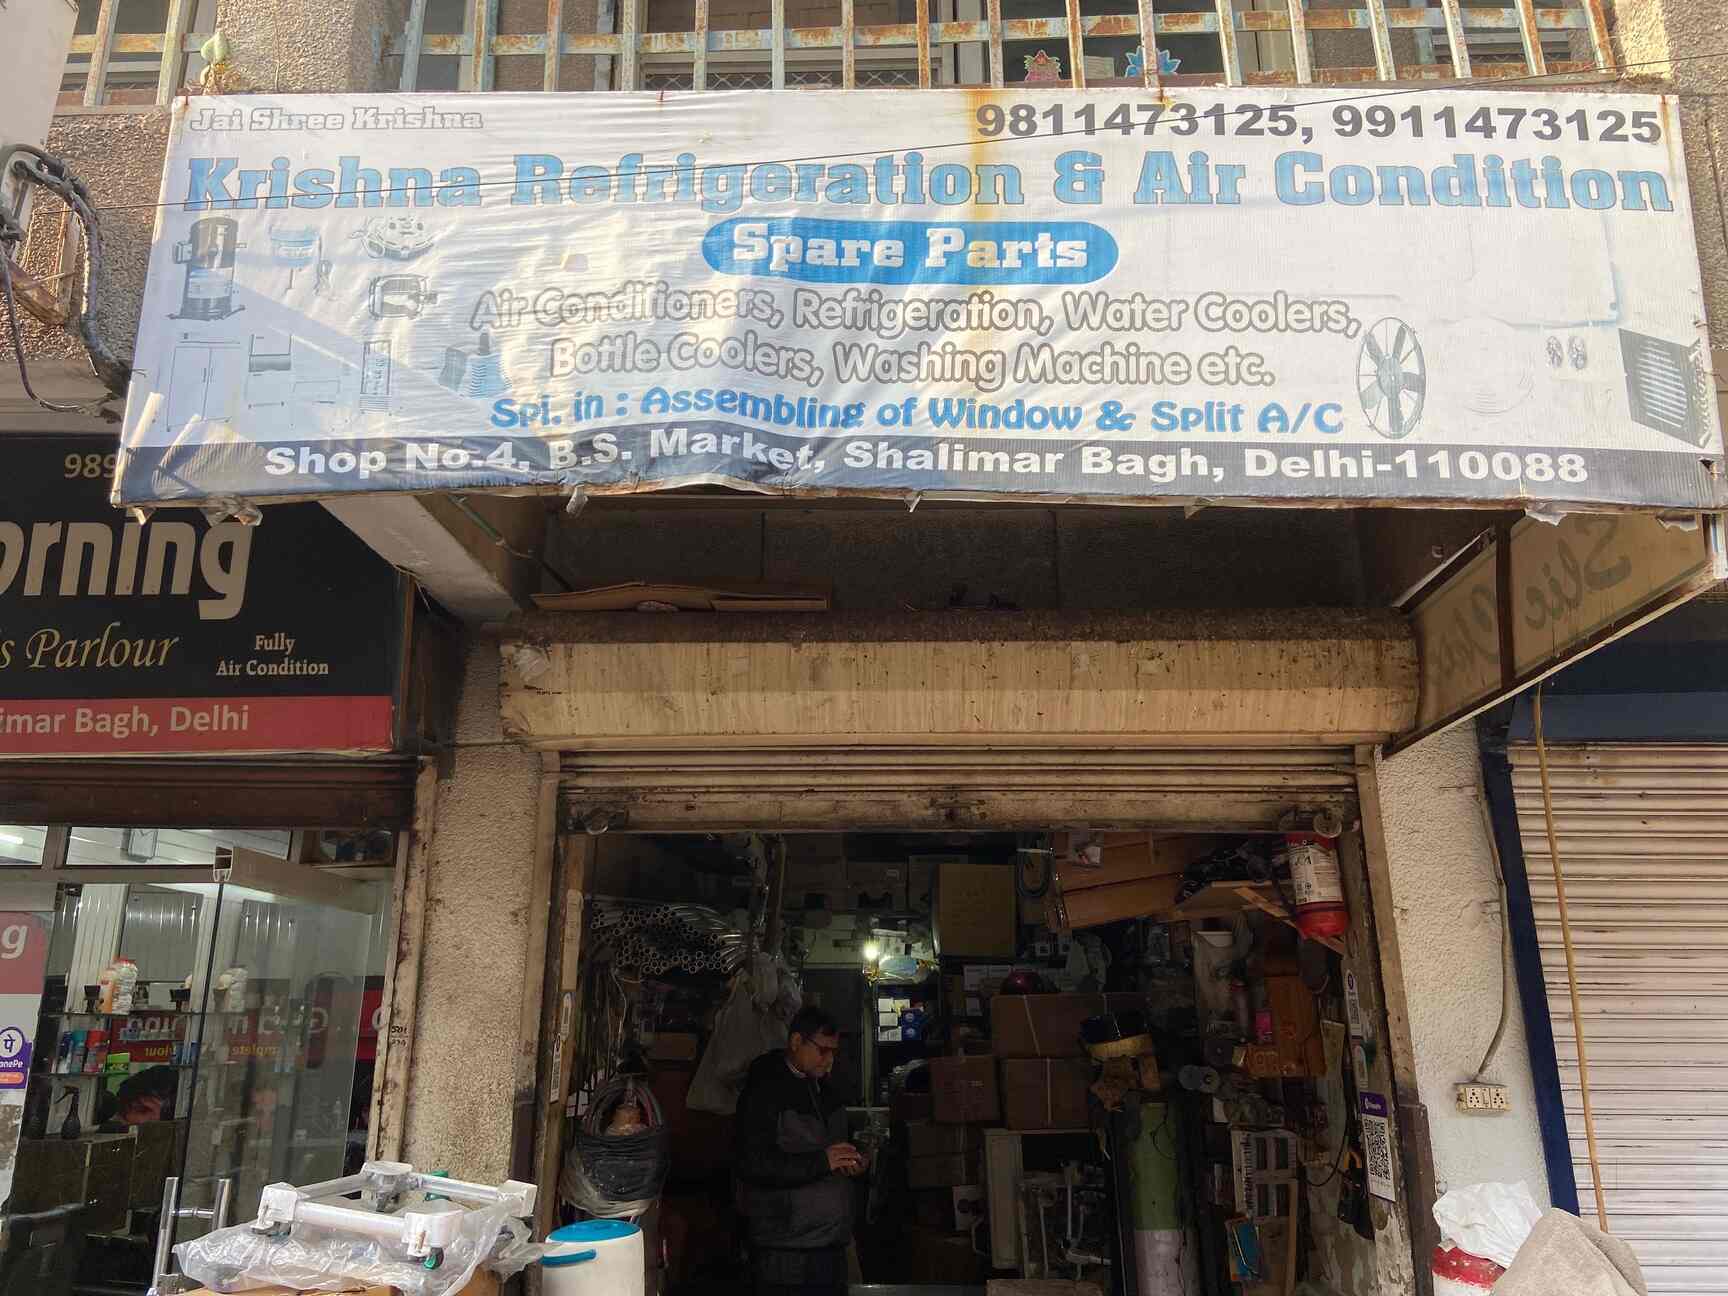 Jai Shree Krishna
9811473125, 9911473125
Krishna Refrigeration & Air Condition
Spare Parts
Air Conditioners, Refrigeration, Water Coolers,
Bottle Coolers, Washing Machine etc.
Spl. in : Assembling of Window & Split A/C
Shop No.-4, B.S. Market, Shalimar Bagh, Delhi-110088
989
orning
s Parlour
Fully
Air Condition
imar Bagh, Delhi
g
पे